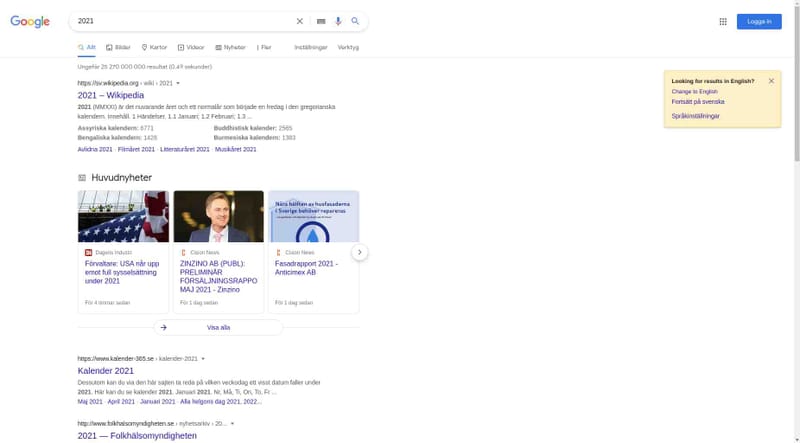 Google
2021
Logga in
Allt
Bilder
Kartor
Videor
Nyheter
Fler
Inställningar
Verktyg
Ungefär 25 270 000 000 resultat (0,49 sekunder)
Looking for results in English?
Change to English
Fortsätt på svenska
Språkinställningar
https://sv.wikipedia.org › wiki › 2021
2021 – Wikipedia
2021 (MMXXI) är det nuvarande året och ett normalår som började en fredag i den gregorianska
kalendern. Innehåll. 1 Händelser. 1.1 Januari; 1.2 Februari; 1.3 ...
Assyriska kalendern: 6771
Buddhistisk kalender: 2565
Bengaliska kalendern: 1428
Burmesiska kalendern: 1383
Avlidna 2021 · Filmåret 2021 · Litteraturåret 2021 · Musikåret 2021
Huvudnyheter
Nära hälften av husfasaderna
i Sverige behöver repareras
Dagens Industri
Förvaltare: USA når upp
emot full sysselsättning
under 2021
För 4 timmar sedan
Cision News
ZINZINO AB (PUBL):
PRELIMINÄR
FÖRSÄLJNINGSRAPPO
MAJ 2021 - Zinzino
För 1 dag sedan
Cision News
Fasadrapport 2021 -
Anticimex AB
För 1 dag sedan
Visa alla
https://www.kalender-365.se › kalender-2021
Kalender 2021
Dessutom kan du via den här sajten ta reda på vilken veckodag ett visst datum faller under
2021. Här kan du se kalender 2021. Januari 2021. Nr, Må, Ti, On, To, Fr ...
Maj 2021 · April 2021 · Januari 2021 · Alla helgons dag 2021, 2022...
http://www.folkhalsomyndigheten.se › nyhetsarkiv › 20...
2021 — Folkhälsomyndigheten